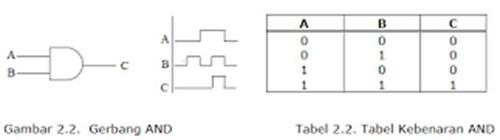 A
B
C
A
B
C
A B C
0 0 0
0 1 0
1 0 0
1 1 1
Gambar 2.2. Gerbang AND
Tabel 2.2. Tabel Kebenaran AND